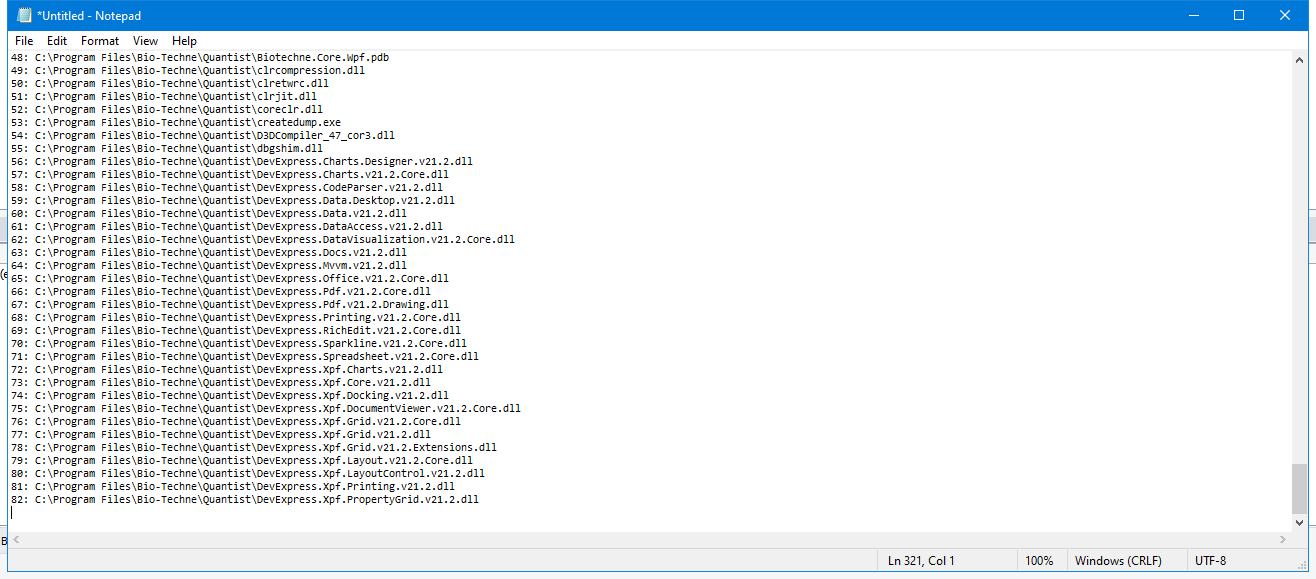 *Untitled - Notepad
File Edit Format View Help
48: C:\Program Files\Bio-Techne\Quantist\Biotechne.Core.Wpf.pdb
49: C:\Program Files\Bio-Techne\Quantist\clrcompression.dll
50: C:\Program Files\Bio-Techne\Quantist\clretwrc.dll
51: C:\Program Files\Bio-Techne\Quantist\clrjit.dll
52: C:\Program Files\Bio-Techne\Quantist\coreclr.dll
53: C:\Program Files\Bio-Techne\Quantist\createdump.exe
54: C:\Program Files\Bio-Techne\Quantist\D3DCompiler_47_cor3.dll
55: C:\Program Files\Bio-Techne\Quantist\dbgshim.dll
56: C:\Program Files\Bio-Techne\Quantist\DevExpress.Charts.Designer.v21.2.dll
57: C:\Program Files\Bio-Techne\Quantist\DevExpress.Charts.v21.2.Core.dll
58: C:\Program Files\Bio-Techne\Quantist\DevExpress.CodeParser.v21.2.dll
59: C:\Program Files\Bio-Techne\Quantist\DevExpress.Data.Desktop.v21.2.dll
60: C:\Program Files\Bio-Techne\Quantist\DevExpress.Data.v21.2.dll
61: C:\Program Files\Bio-Techne\Quantist\DevExpress.DataAccess.v21.2.dll
62: C:\Program Files\Bio-Techne\Quantist\DevExpress.DataVisualization.v21.2.Core.dll
63: C:\Program Files\Bio-Techne\Quantist\DevExpress.Docs.v21.2.dll
64: C:\Program Files\Bio-Techne\Quantist\DevExpress.Mvvm.v21.2.dll
65: C:\Program Files\Bio-Techne\Quantist\DevExpress.Office.v21.2.Core.dll
66: C:\Program Files\Bio-Techne\Quantist\DevExpress.Pdf.v21.2.Core.dll
67: C:\Program Files\Bio-Techne\Quantist\DevExpress.Pdf.v21.2.Drawing.dll
68: C:\Program Files\Bio-Techne\Quantist\DevExpress.Printing.v21.2.Core.dll
69: C:\Program Files\Bio-Techne\Quantist\DevExpress.RichEdit.v21.2.Core.dll
70: C:\Program Files\Bio-Techne\Quantist\DevExpress.Sparkline.v21.2.Core.dll
71: C:\Program Files\Bio-Techne\Quantist\DevExpress.Spreadsheet.v21.2.Core.dll
72: C:\Program Files\Bio-Techne\Quantist\DevExpress.Xpf.Charts.v21.2.dll
73: C:\Program Files\Bio-Techne\Quantist\DevExpress.Xpf.Core.v21.2.dll
74: C:\Program Files\Bio-Techne\Quantist\DevExpress.Xpf.Docking.v21.2.dll
75: C:\Program Files\Bio-Techne\Quantist\DevExpress.Xpf.DocumentViewer.v21.2.Core.dll
76: C:\Program Files\Bio-Techne\Quantist\DevExpress.Xpf.Grid.v21.2.Core.dll
77: C:\Program Files\Bio-Techne\Quantist\DevExpress.Xpf.Grid.v21.2.dll
78: C:\Program Files\Bio-Techne\Quantist\DevExpress.Xpf.Grid.v21.2.Extensions.dll
79: C:\Program Files\Bio-Techne\Quantist\DevExpress.Xpf.Layout.v21.2.Core.dll
80: C:\Program Files\Bio-Techne\Quantist\DevExpress.Xpf.LayoutControl.v21.2.dll
81: C:\Program Files\Bio-Techne\Quantist\DevExpress.Xpf.Printing.v21.2.dll
82: C:\Program Files\Bio-Techne\Quantist\DevExpress.Xpf.PropertyGrid.v21.2.dll
Ln 321, Col 1 100% Windows (CRLF) UTF-8